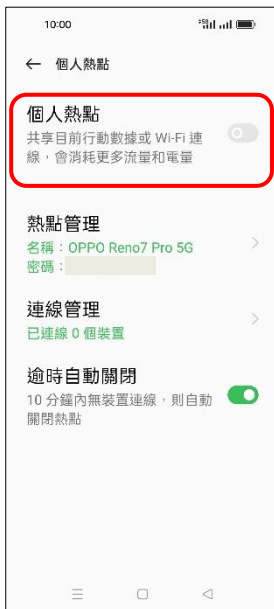 10:00
個人熱點
個人熱點
共享目前行動數據或 Wi-Fi 連
線，會消耗更多流量和電量
熱點管理
名稱：OPPO Reno7 Pro 5G
密碼：
連線管理
已連線 0 個裝置
逾時自動關閉
10 分鐘內無裝置連線，則自動
關閉熱點